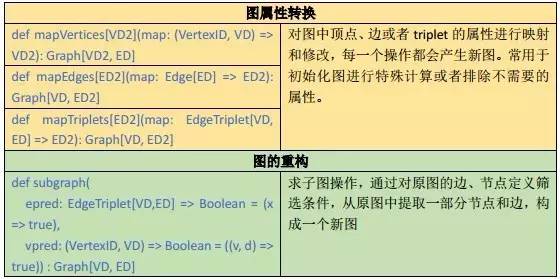 图属性转换
def mapVertices[VD2](map: (VertexID, VD) =>
VD2): Graph[VD2, ED]
def mapEdges[ED2](map: Edge[ED] => ED2):
Graph[VD, ED2]
def mapTriplets[ED2](map: EdgeTriplet[VD,
ED] => ED2): Graph[VD, ED2]
对图中顶点、边或者 triplet 的属性进行映射
和修改，每一个操作都会产生新图。常用于
初始化图进行特殊计算或者排除不需要的
属性。
图的重构
def subgraph(
epred: EdgeTriplet[VD,ED] => Boolean = (x
=> true),
vpred: (VertexID, VD) => Boolean = ((v, d) =>
true)) : Graph[VD, ED]
求子图操作，通过对原图的边、节点定义筛
选条件，从原图中提取一部分节点和边，构
成一个新图